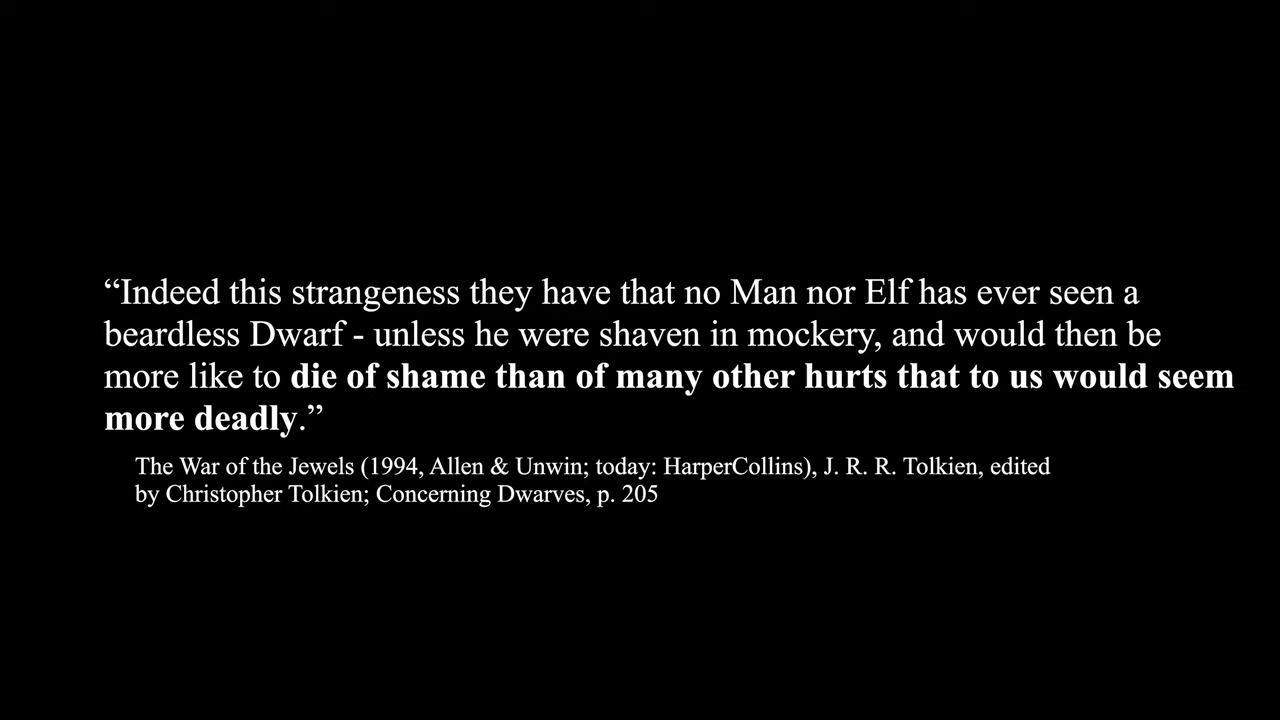 “Indeed this strangeness they have that no Man nor Elf has ever seen a
beardless Dwarf - unless he were shaven in mockery, and would then be
more like to die of shame than of many other hurts that to us would seem
more deadly.”
The War of the Jewels (1994, Allen & Unwin; today: HarperCollins), J. R. R. Tolkien, edited
by Christopher Tolkien; Concerning Dwarves, p. 205